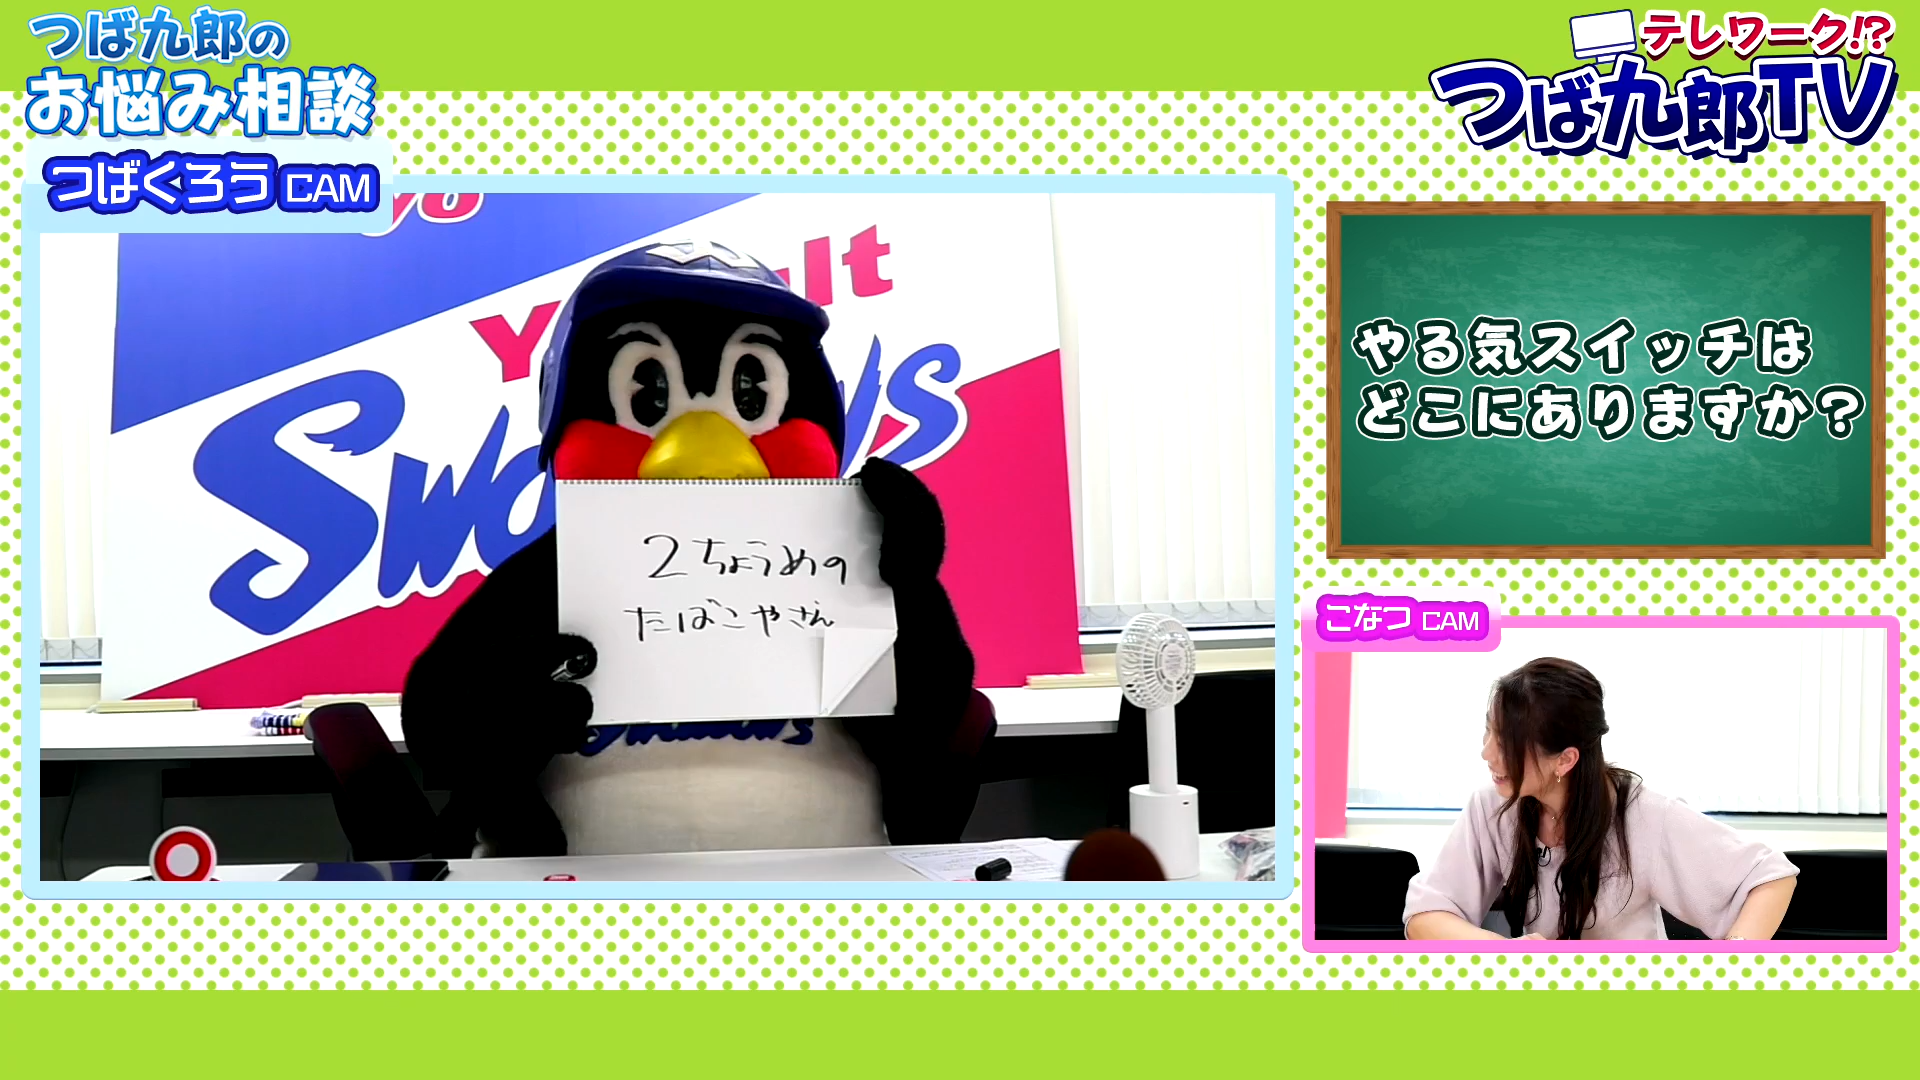 つば九郎の
お悩み相談
テレワーク!?
つば九郎TV
つばくろう CAM
Swallows
2ちょうめの
たばこやさん
やる気スイッチは
どこにありますか？
こなつ CAM